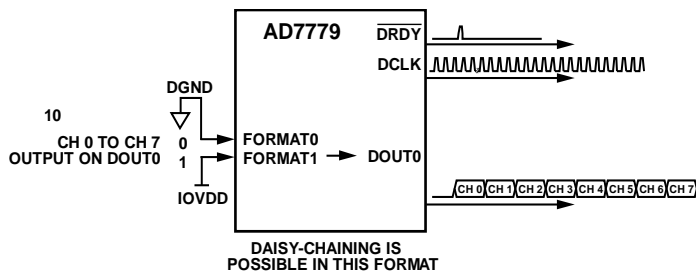 AD7779
DRDY
DCLK
DGND
10
CH 0 TO CH 7 0
OUTPUT ON DOUT0 1
FORMAT0
FORMAT1
DOUT0
IOVDD
CH 0 CH 1 CH 2 CH 3 CH 4 CH 5 CH 6 CH 7
DAISY-CHAINING IS
POSSIBLE IN THIS FORMAT